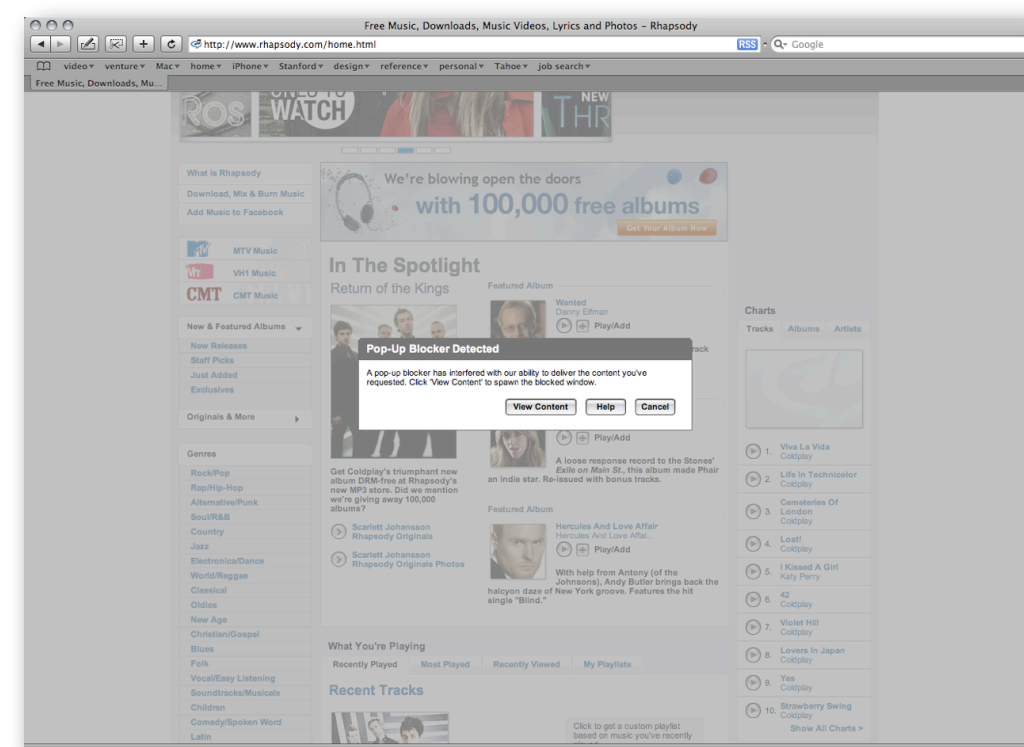 Free Music, Downloads, Music Videos, Lyrics and Photos – Rhapsody
http://www.rhapsody.com/home.html
RSS
Google
video
venture
Mac
home
iPhone
Stanford
design
reference
personal
Tahoe
job search
Free Music, Downloads, Mu...
ROS
ONES TO
WATCH
NEW
THR
What Is Rhapsody
Download, Mix & Burn Music
Add Music to Facebook
MTV Music
VH1 Music
CMT
CMT Music
New & Featured Albums
New Releases
Staff Picks
Just Added
Exclusives
Originals & More
Genres
Rock/Pop
Rap/Hip-Hop
Alternative/Punk
Soul/R&B
Country
Jazz
Electronica/Dance
World/Reggae
Classical
Oldies
New Age
Christian/Gospel
Blues
Folk
Vocal/Easy Listening
Soundtracks/Musicals
Children
Comedy/Spoken Word
Latin
We're blowing open the doors
with 100,000 free albums
Get Your Album Now
In The Spotlight
Return of the Kings
Get Coldplay's triumphant new
album DRM-free at Rhapsody's
new MP3 store. Did we mention
we're giving away 100,000
albums?
Scarlett Johansson
Rhapsody Originals
Scarlett Johansson
Rhapsody Originals Photos
Featured Album
Wanted
Danny Elfman
Play/Add
rack
Pop-Up Blocker Detected
A pop-up blocker has interfered with our ability to deliver the content you've
requested. Click 'View Content' to spawn the blocked window.
View Content
Help
Cancel
Play/Add
A loose response record to the Stones'
Exile on Main St., this album made Phair
an indie star. Re-issued with bonus tracks.
Featured Album
Hercules And Love Affair
Hercules And Love Affai...
Play/Add
With help from Antony (of the
Johnsons), Andy Butler brings back the
halcyon daze of New York groove. Features the hit
single "Blind."
What You're Playing
Recently Played
Most Played
Recently Viewed
My Playlists
Recent Tracks
Click to get a custom playlist
based on music you've recently
Charts
Tracks
Albums
Artists
1. Viva La Vida
Coldplay
2. Life In Technicolor
Coldplay
3. Cemeteries Of
London
Coldplay
4. Lost!
Coldplay
5. I Kissed A Girl
Katy Perry
6. 42
Coldplay
7. Violet Hill
Coldplay
8. Lovers In Japan
Coldplay
9. Yes
Coldplay
10. Strawberry Swing
Coldplay
Show All Charts >